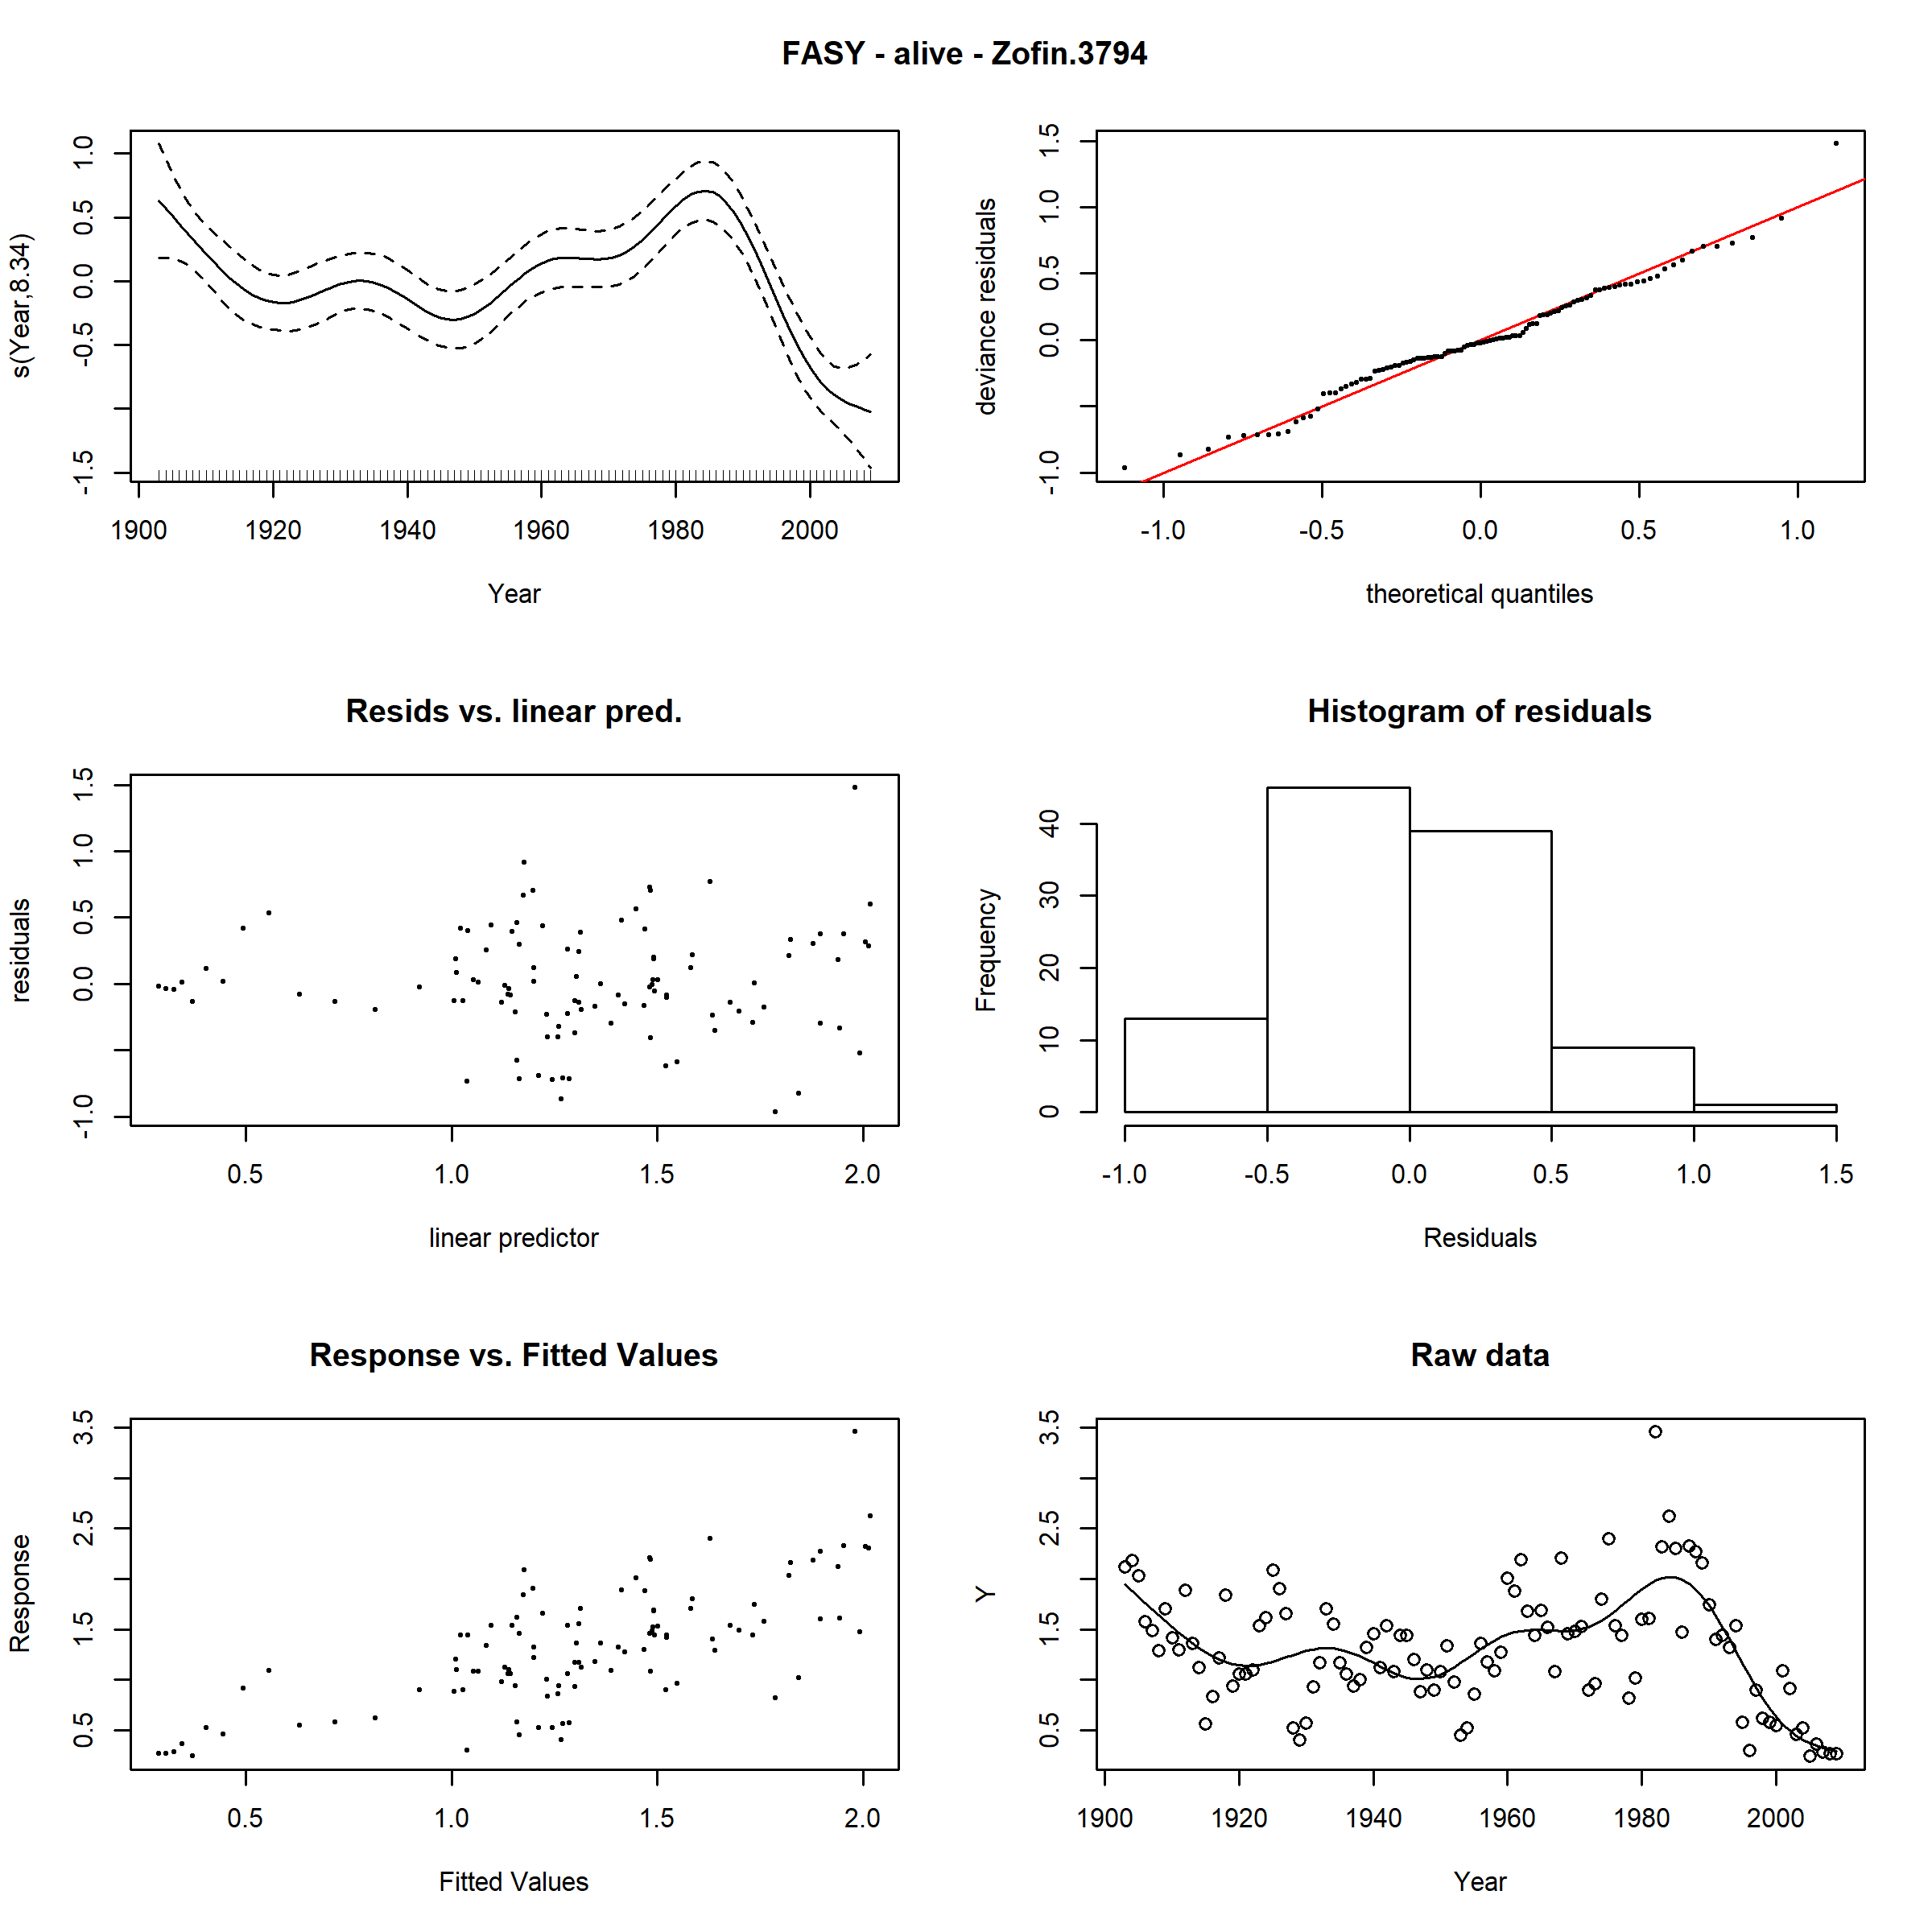 FASY - alive - Zofin.3794
s(Year,8.34)
1.0
0.5
0.0
-0.5
-1.5
1900 1920 1940 1960 1980 2000
Year
deviance residuals
1.5
1.0
0.5
0.0
-1.0
-1.0 -0.5 0.0 0.5 1.0
theoretical quantiles
Resids vs. linear pred.
residuals
1.5
1.0
0.5
0.0
-1.0
0.5 1.0 1.5 2.0
linear predictor
Histogram of residuals
Frequency
40
30
20
10
0
-1.0 -0.5 0.0 0.5 1.0 1.5
Residuals
Response vs. Fitted Values
Response
3.5
2.5
1.5
0.5
0.5 1.0 1.5 2.0
Fitted Values
Raw data
Y
3.5
2.5
1.5
0.5
1900 1920 1940 1960 1980 2000
Year